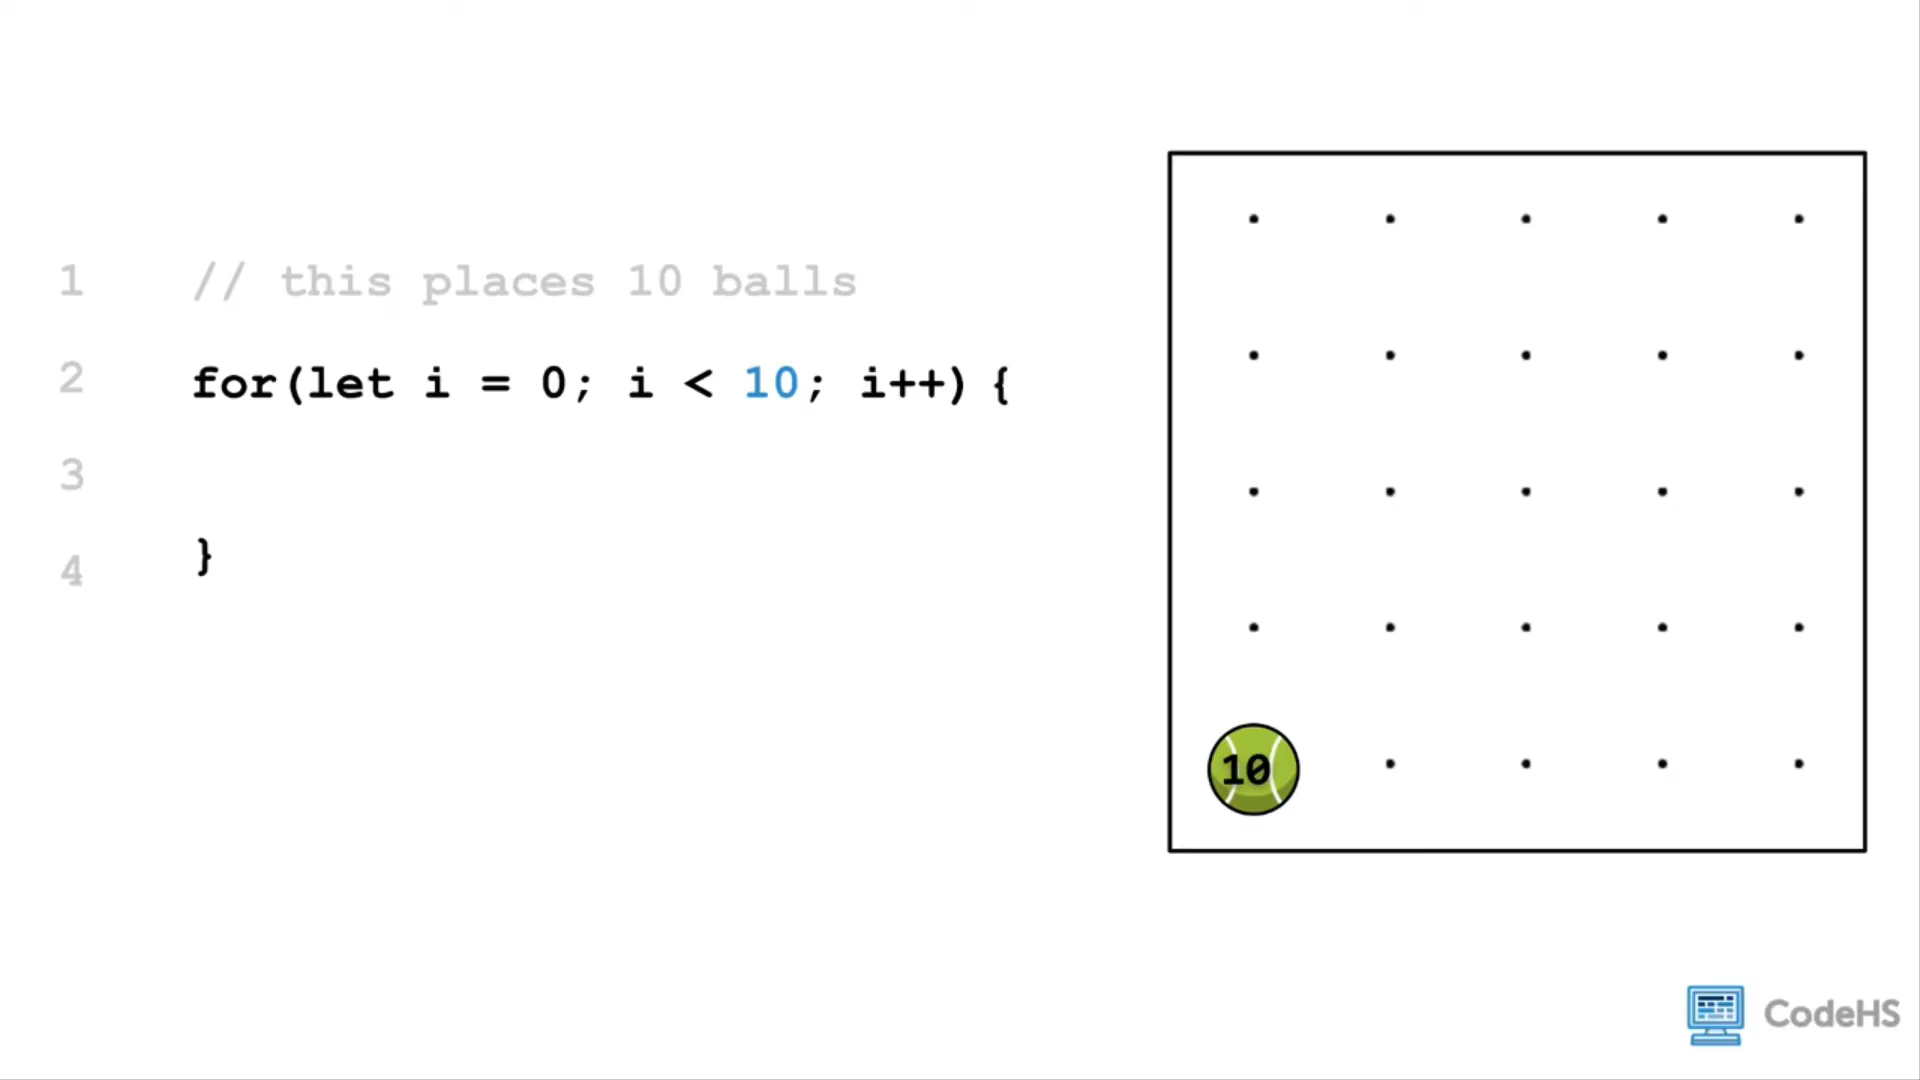 1 // this places 10 balls
2 for(let i = 0; i < 10; i++){
3
4 }
10
CodeHS